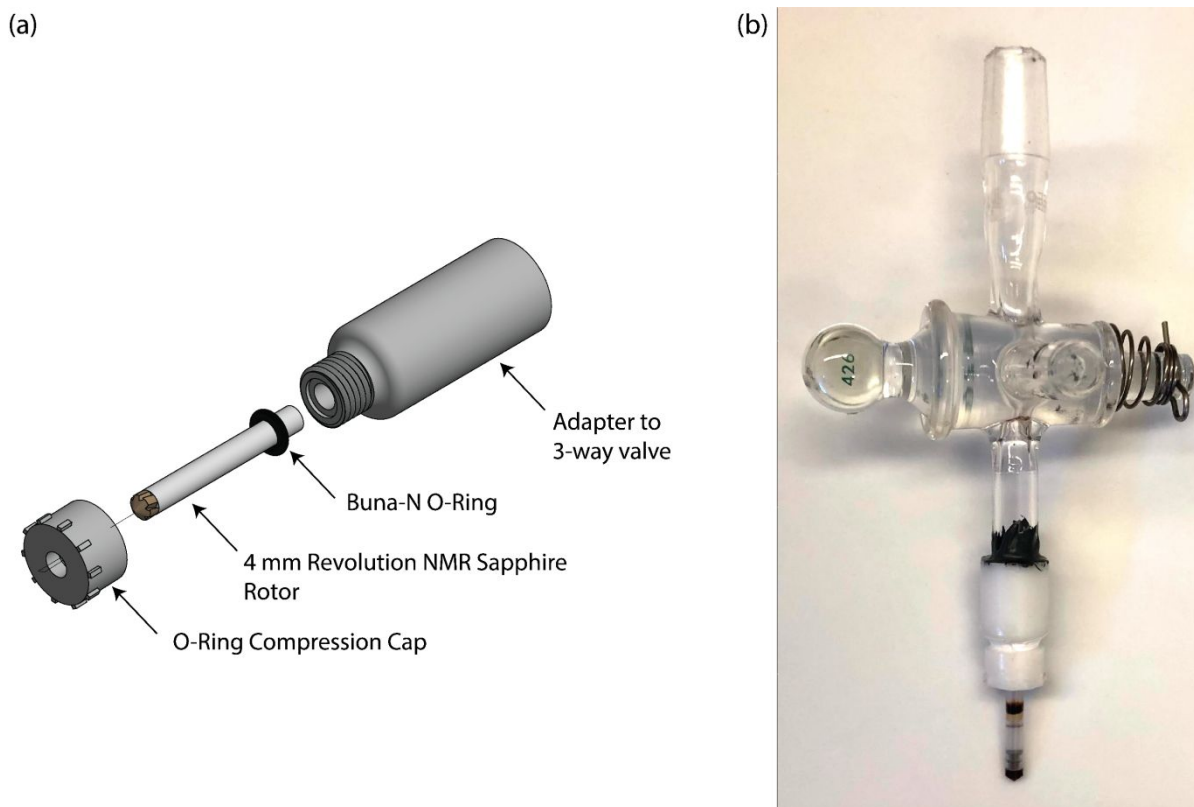 (a)
Adapter to
3-way valve
Buna-N O-Ring
4 mm Revolution NMR Sapphire
Rotor
O-Ring Compression Cap
(b)
426